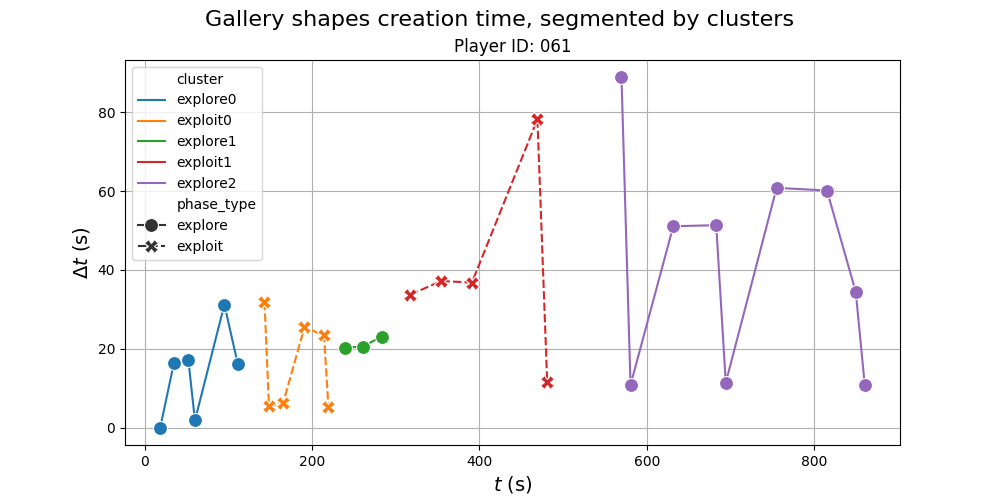 Gallery shapes creation time, segmented by clusters
Player ID: 061
cluster
explore0
exploit0
explore1
exploit1
explore2
phase_type
explore
exploit
Δt (s)
80
60
40
20
0
0 200 400 600 800
t (s)